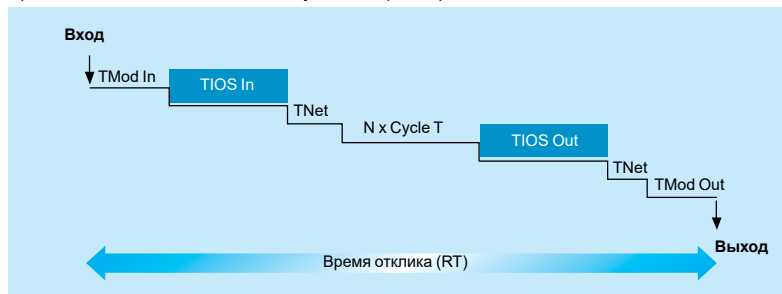 Вход
TMod In
TIOS In
TNet
N x Cycle T
TIOS Out
TNet
TMod Out
Выход
Время отклика (RT)